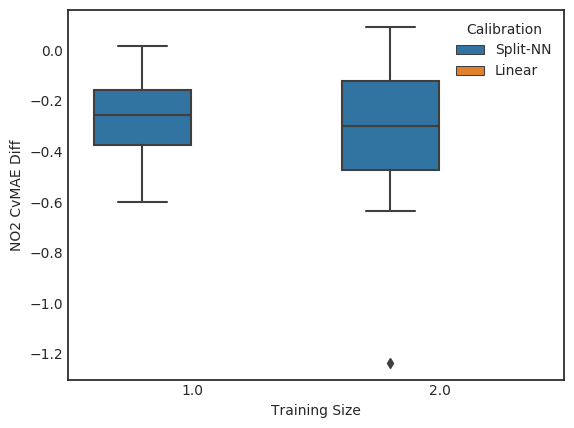 Calibration
Split-NN
Linear
0.0
−0.2
−0.4
−0.6
−0.8
−1.0
−1.2
NO2 CvMAE Diff
1.0
2.0
Training Size